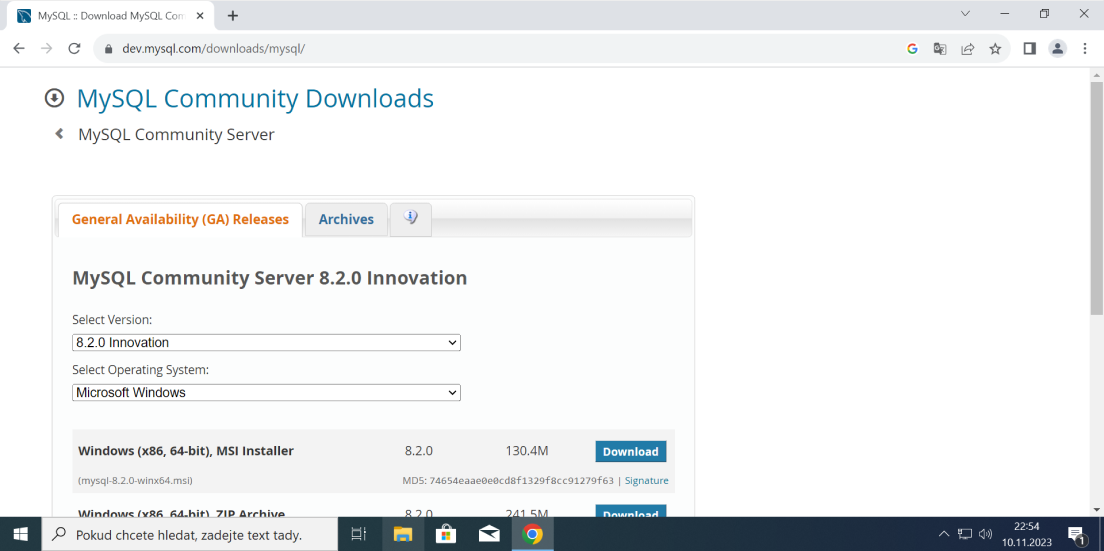 MySQL :: Download MySQL Com
dev.mysql.com/downloads/mysql/
MySQL Community Downloads
MySQL Community Server
General Availability (GA) Releases
Archives
MySQL Community Server 8.2.0 Innovation
Select Version:
8.2.0 Innovation
Select Operating System:
Microsoft Windows
Windows (x86, 64-bit), MSI Installer 8.2.0 130.4M Download
(mysql-8.2.0-winx64.msi) MD5: 74654eaae0e0cd8f1329f8cc91279f63 | Signature
Windows (x86, 64-bit), ZIP Archive 8.2.0 241.5M Download
Pokud chcete hledat, zadejte text tady.
22:54
10.11.2023
1